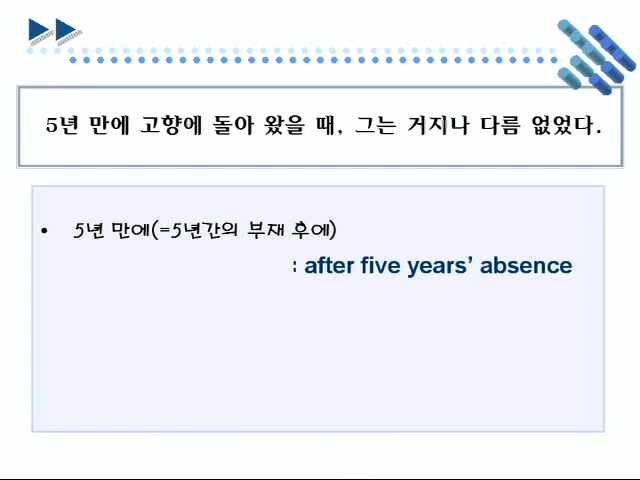 5년 만에 고향에 돌아 왔을 때, 그는 거지나 다름 없었다.
• 5년 만에(=5년간의 부재 후에)
: after five years’ absence